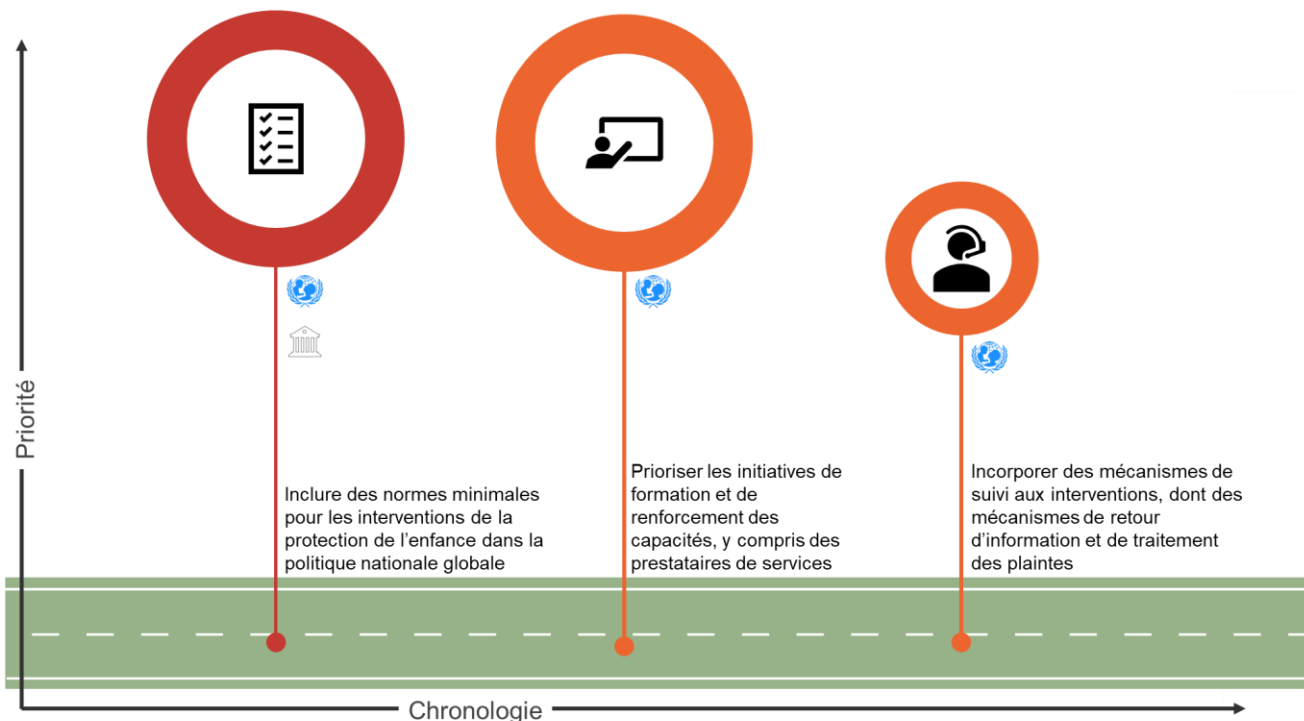 Priorité
Inclure des normes minimales
pour les interventions de la
protection de l’enfance dans la
politique nationale globale
Prioriser les initiatives de
formation et de
renforcement des
capacités, y compris des
prestataires de services
Incorporer des mécanismes de
suivi aux interventions, dont des
mécanismes de retour
d’information et de traitement
des plaintes
Chronologie